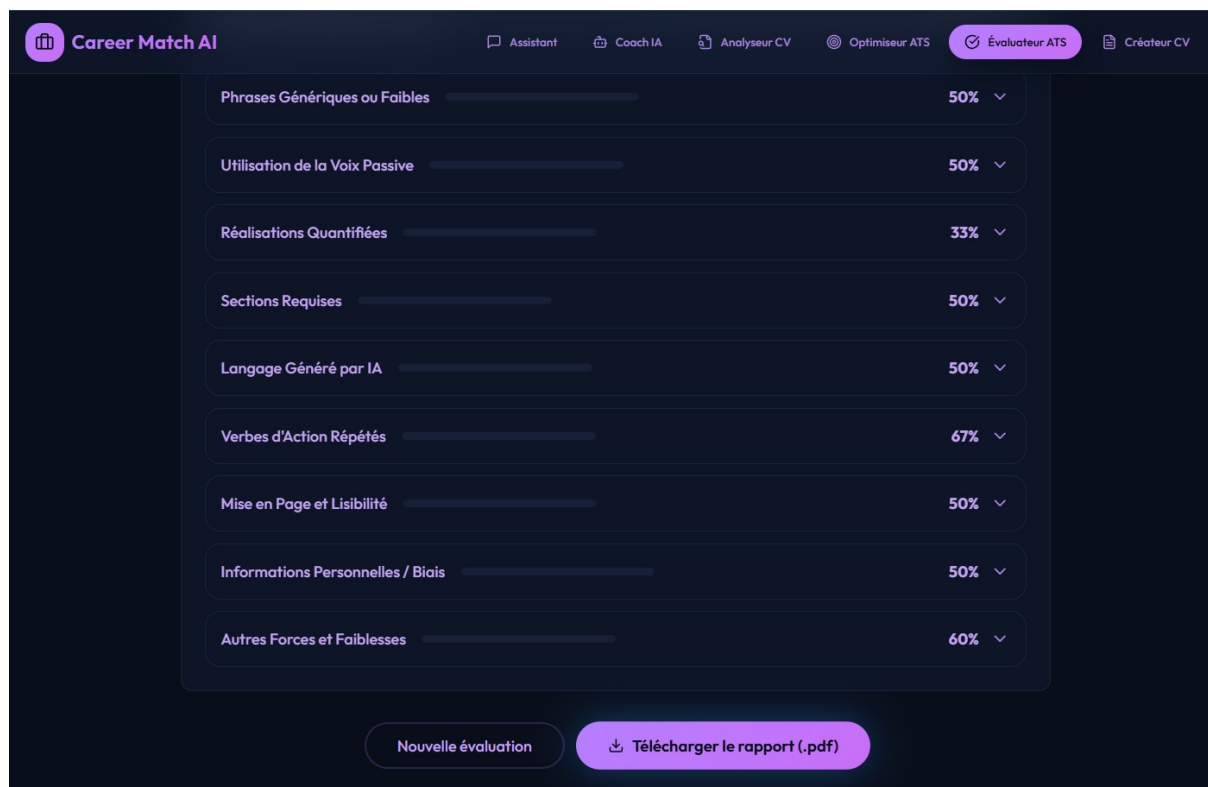 Career Match AI
Assistant
Coach IA
Analyseur CV
Optimiseur ATS
Évaluateur ATS
Créateur CV
Phrases Génériques ou Faibles 50%
Utilisation de la Voix Passive 50%
Réalisations Quantifiées 33%
Sections Requises 50%
Langage Généré par IA 50%
Verbes d'Action Répétés 67%
Mise en Page et Lisibilité 50%
Informations Personnelles / Biais 50%
Autres Forces et Faiblesses 60%
Nouvelle évaluation
Télécharger le rapport (.pdf)